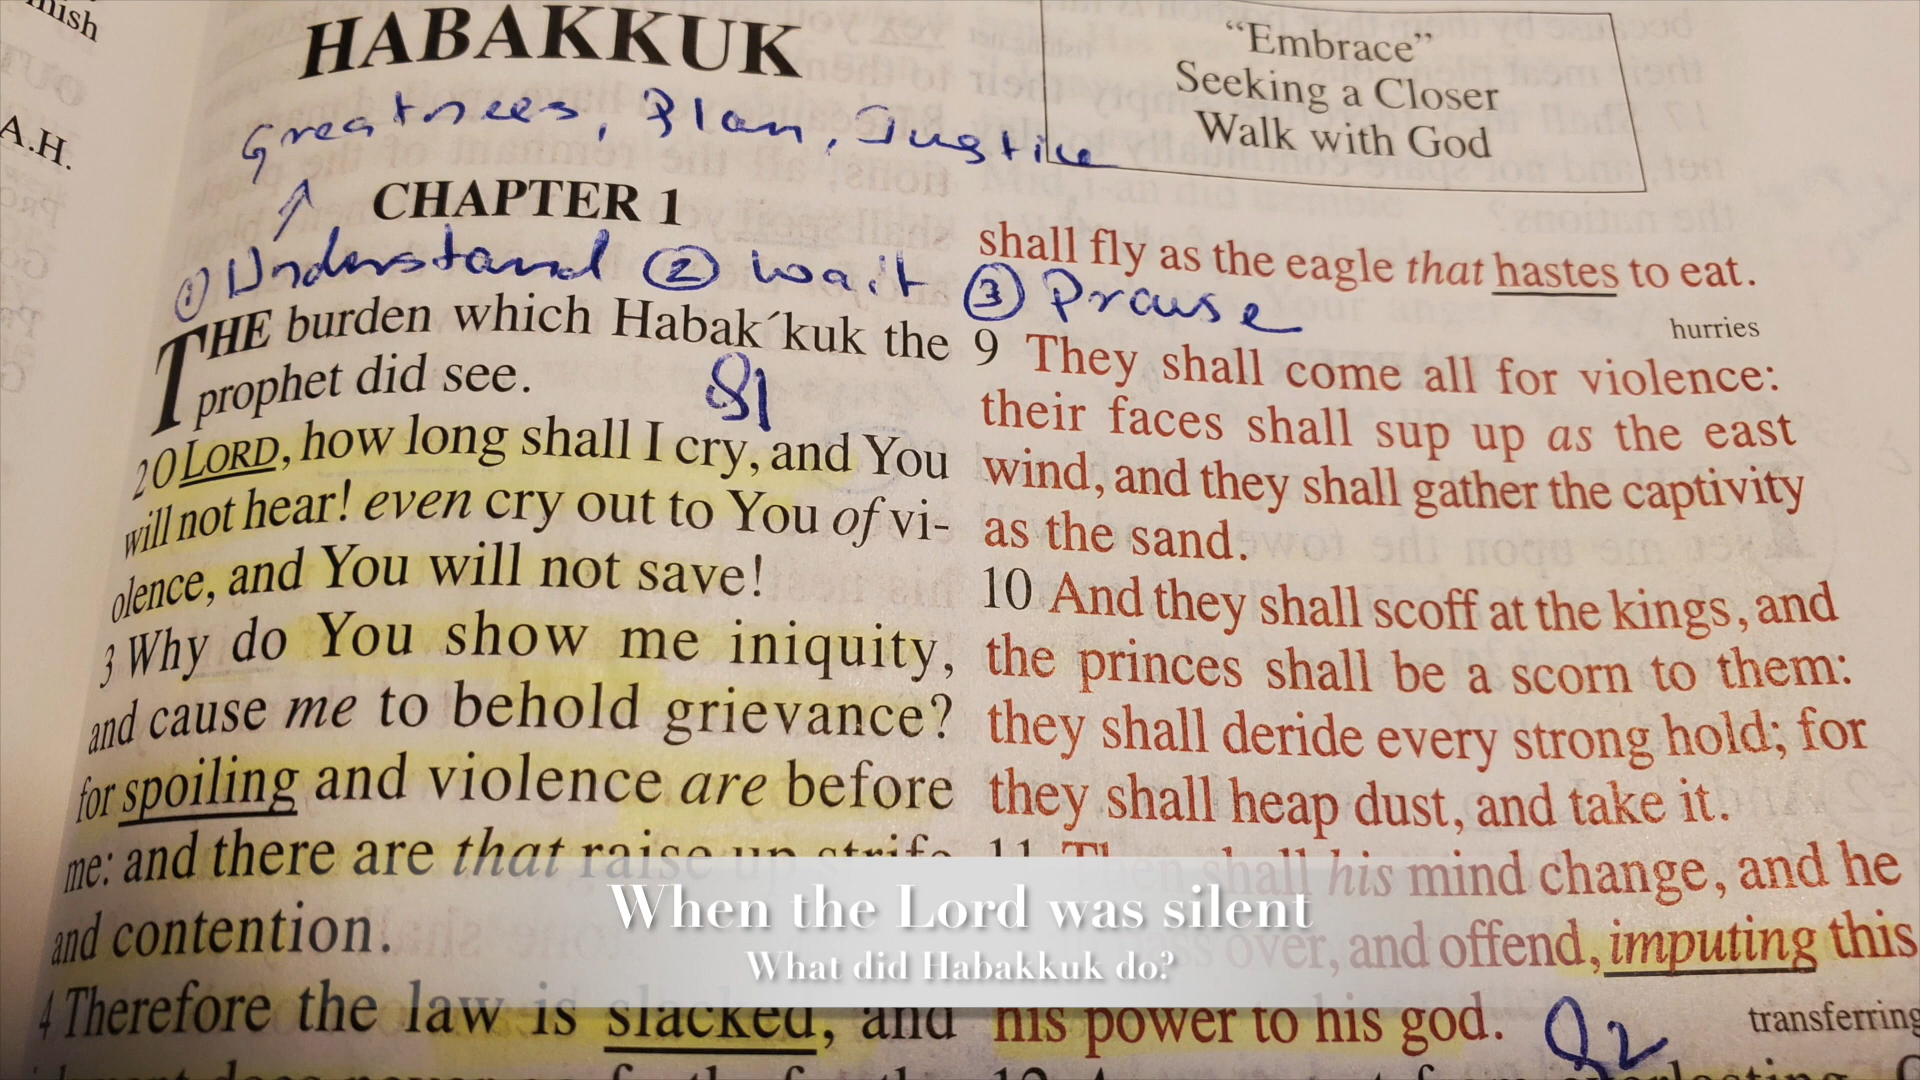 nish
A.H.
HABAKKUK
Greatness, Plan, Justice
CHAPTER 1
① Understand ② wait ③ Praise
THE burden which Habak´kuk the
prophet did see.
Q1
2 O LORD, how long shall I cry, and You
will not hear! even cry out to You of vi-
olence, and You will not save!
3 Why do You show me iniquity,
and cause me to behold grievance?
for spoiling and violence are before
me: and there are that raise up strife
and contention.
4 Therefore the law is slacked, and
“Embrace”
Seeking a Closer
Walk with God
shall fly as the eagle that hastes to eat.
hurries
9 They shall come all for violence:
their faces shall sup up as the east
wind, and they shall gather the captivity
as the sand.
10 And they shall scoff at the kings, and
the princes shall be a scorn to them:
they shall deride every strong hold; for
they shall heap dust, and take it.
11 Then shall his mind change, and he
pass over, and offend, imputing this
his power to his god.
Q2
transferring
When the Lord was silent
What did Habakkuk do?